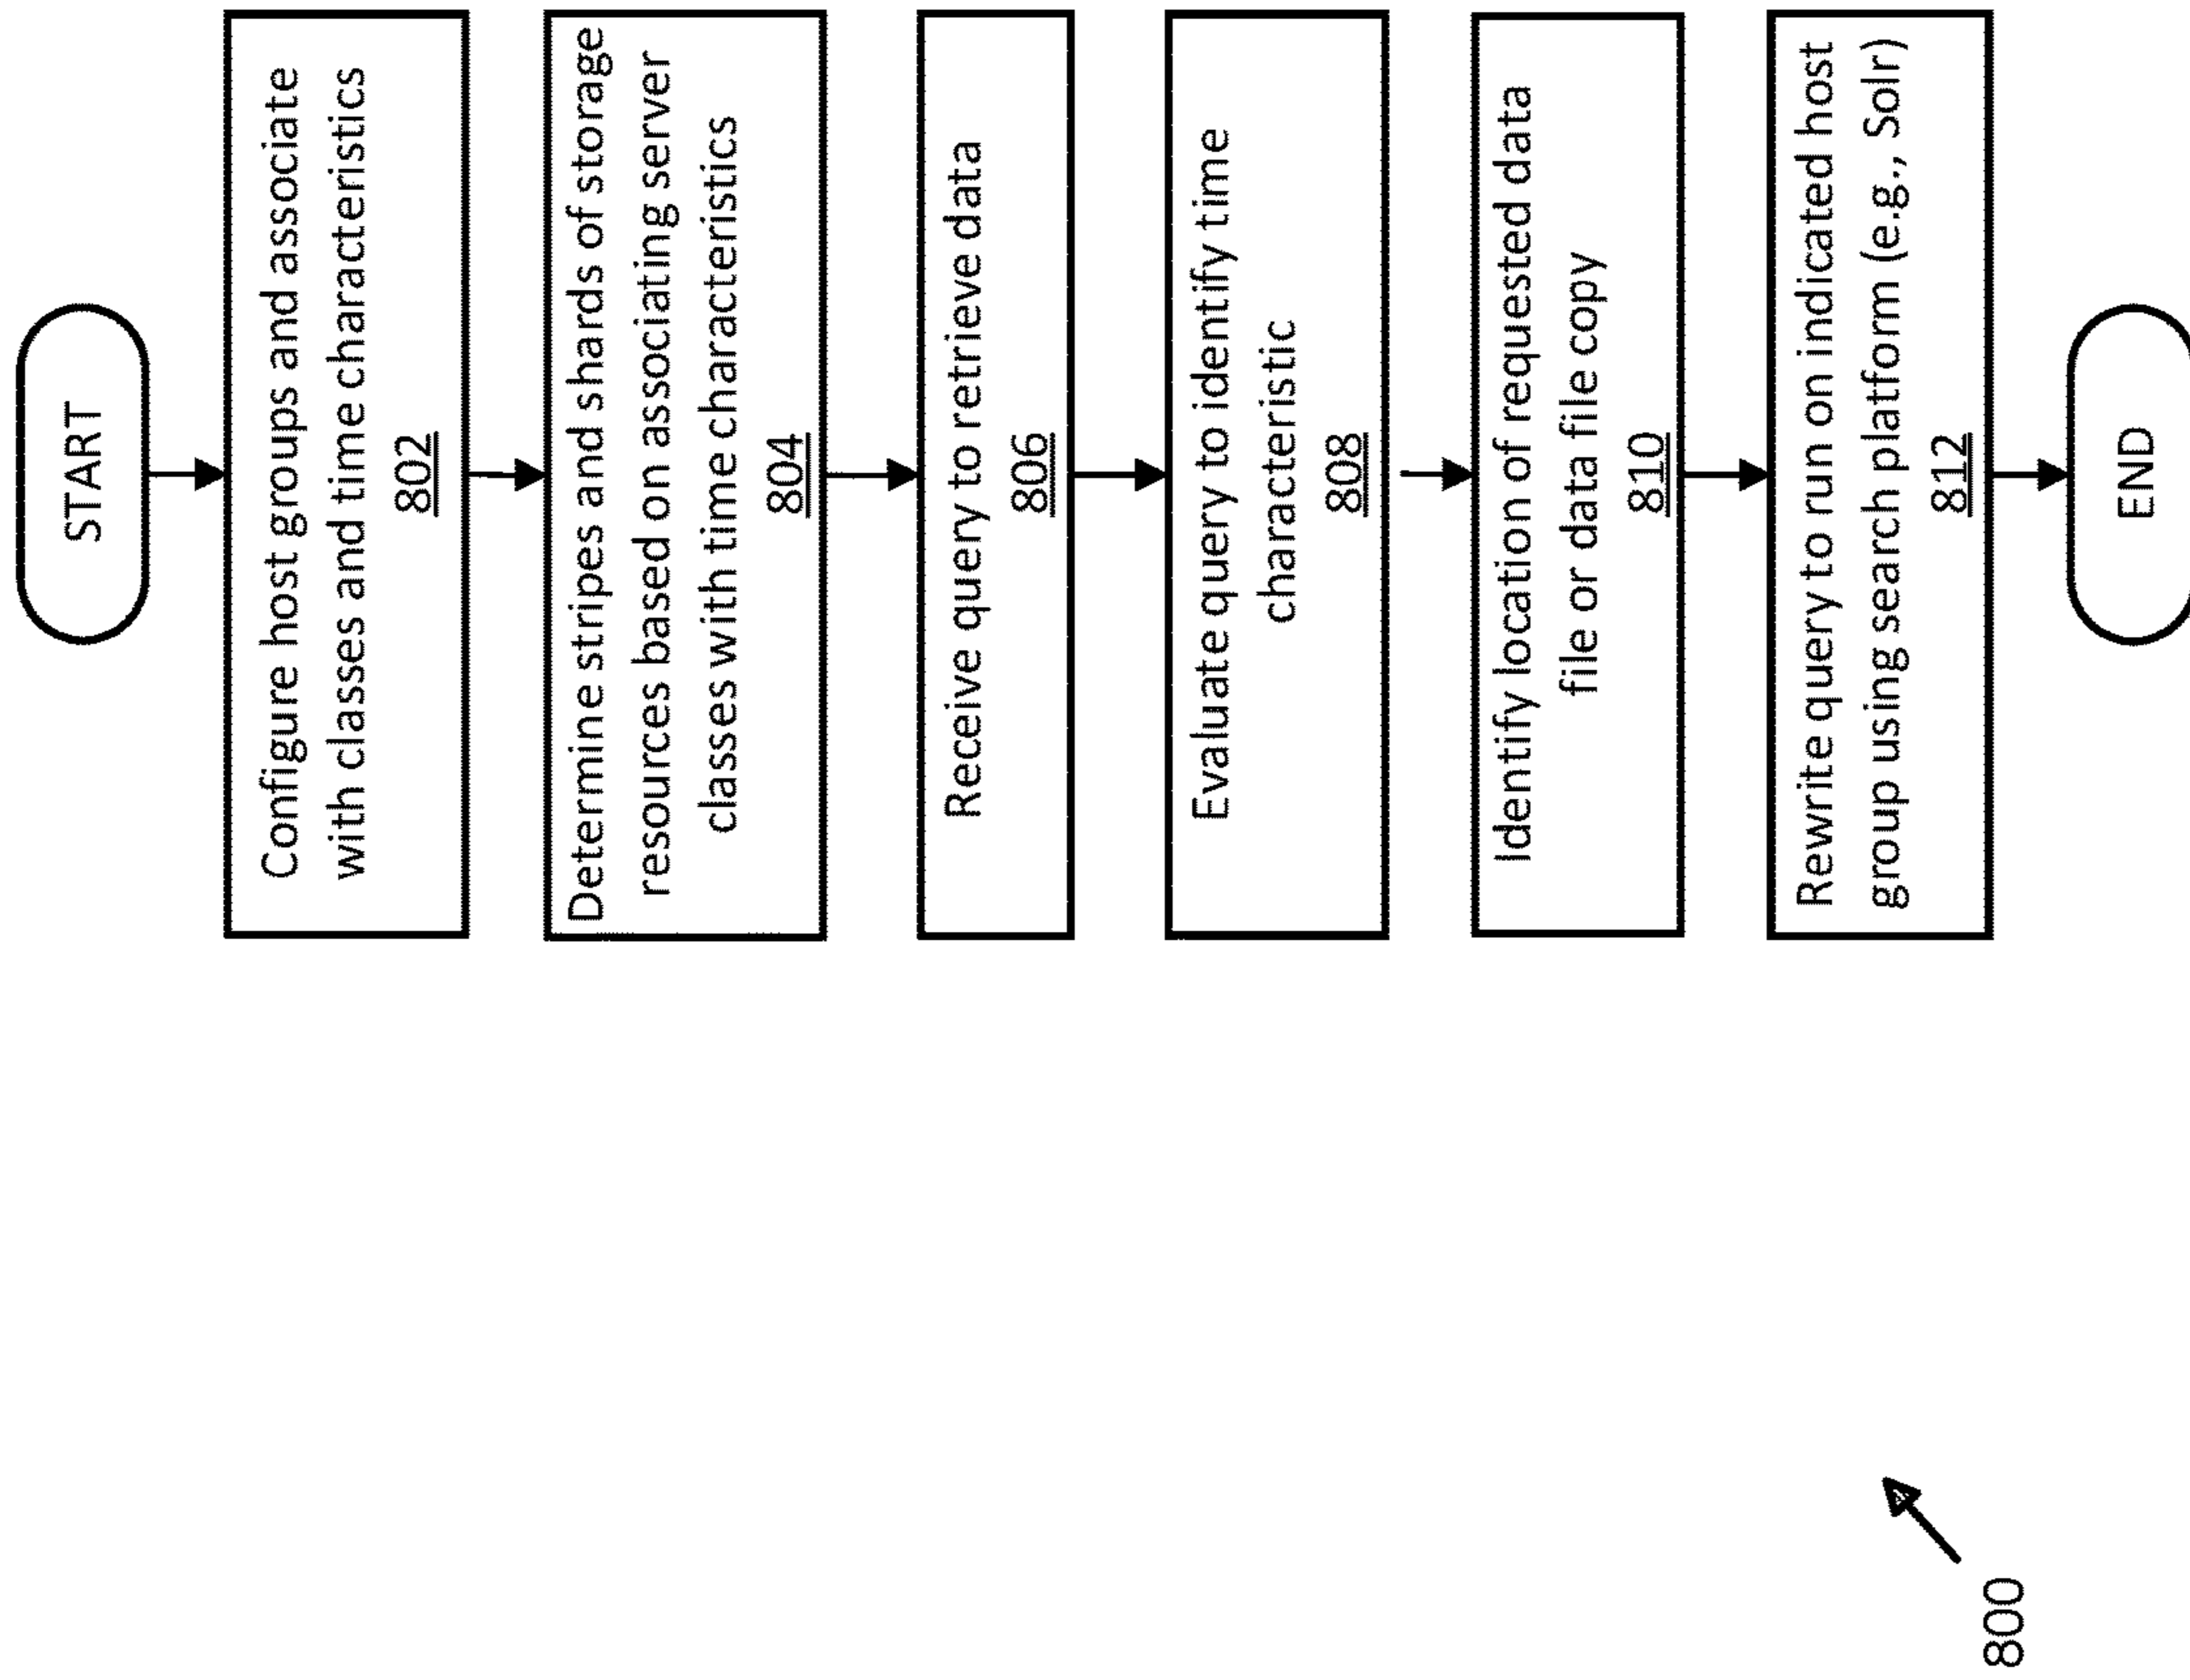 START
Configure host groups and associate
with classes and time characteristics
802
Determine stripes and shards of storage
resources based on associating server
classes with time characteristics
804
Receive query to retrieve data
806
Evaluate query to identify time
characteristic
808
Identify location of requested data
file or data file copy
810
Rewrite query to run on indicated host
group using search platform (e.g., Solr)
812
END
800